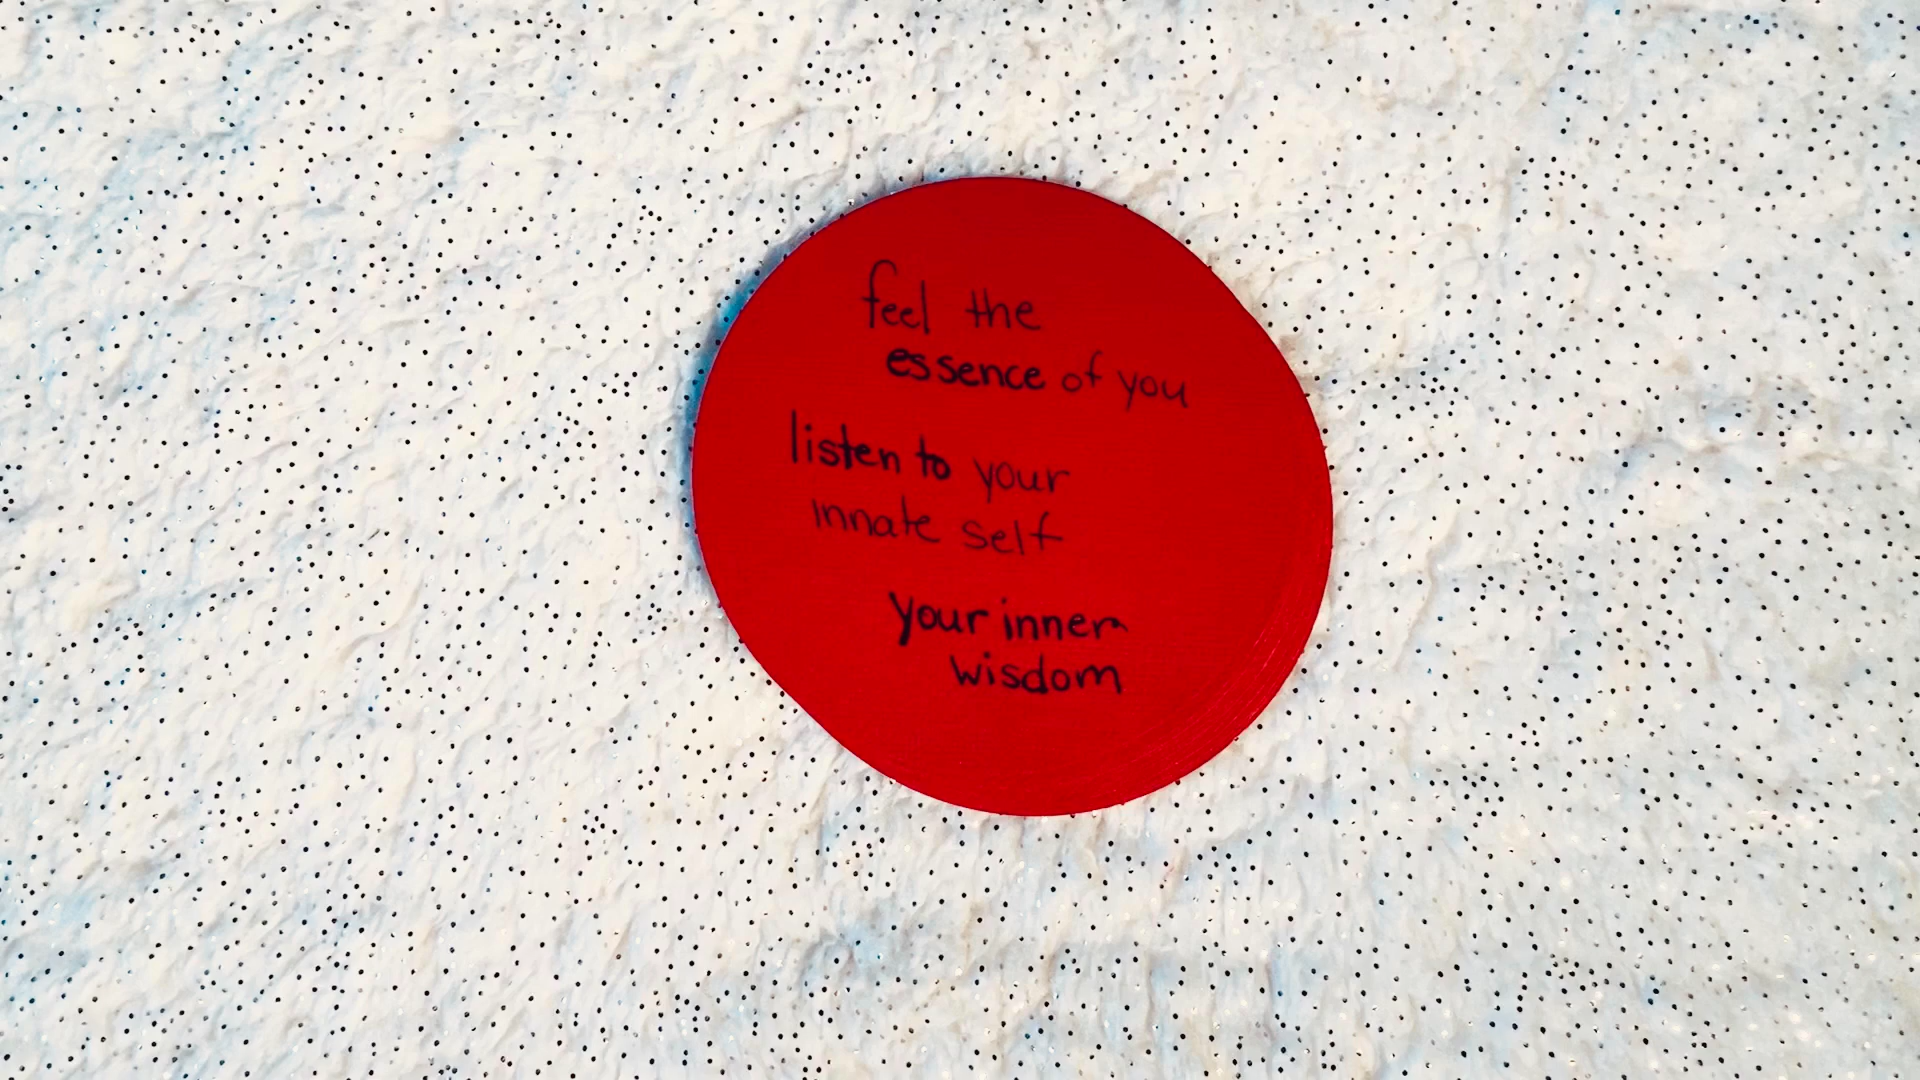 feel the
essence of you
listen to your
innate self
your inner
wisdom